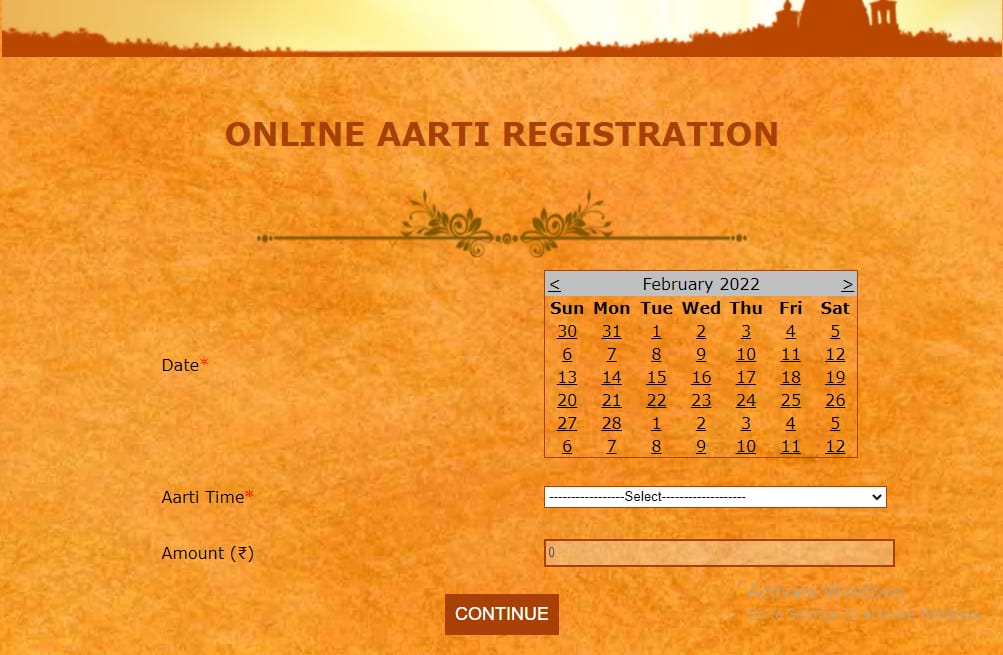 ONLINE AARTI REGISTRATION
< February 2022 >
Sun Mon Tue Wed Thu Fri Sat
30 31 1 2 3 4 5
6 7 8 9 10 11 12
Date*
13 14 15 16 17 18 19
20 21 22 23 24 25 26
27 28 1 2 3 4 5
6 7 8 9 10 11 12
Aarti Time* -----------------Select-------------------
Amount (₹) 0
Activate Windows
Go to Settings to activate Windows.
CONTINUE